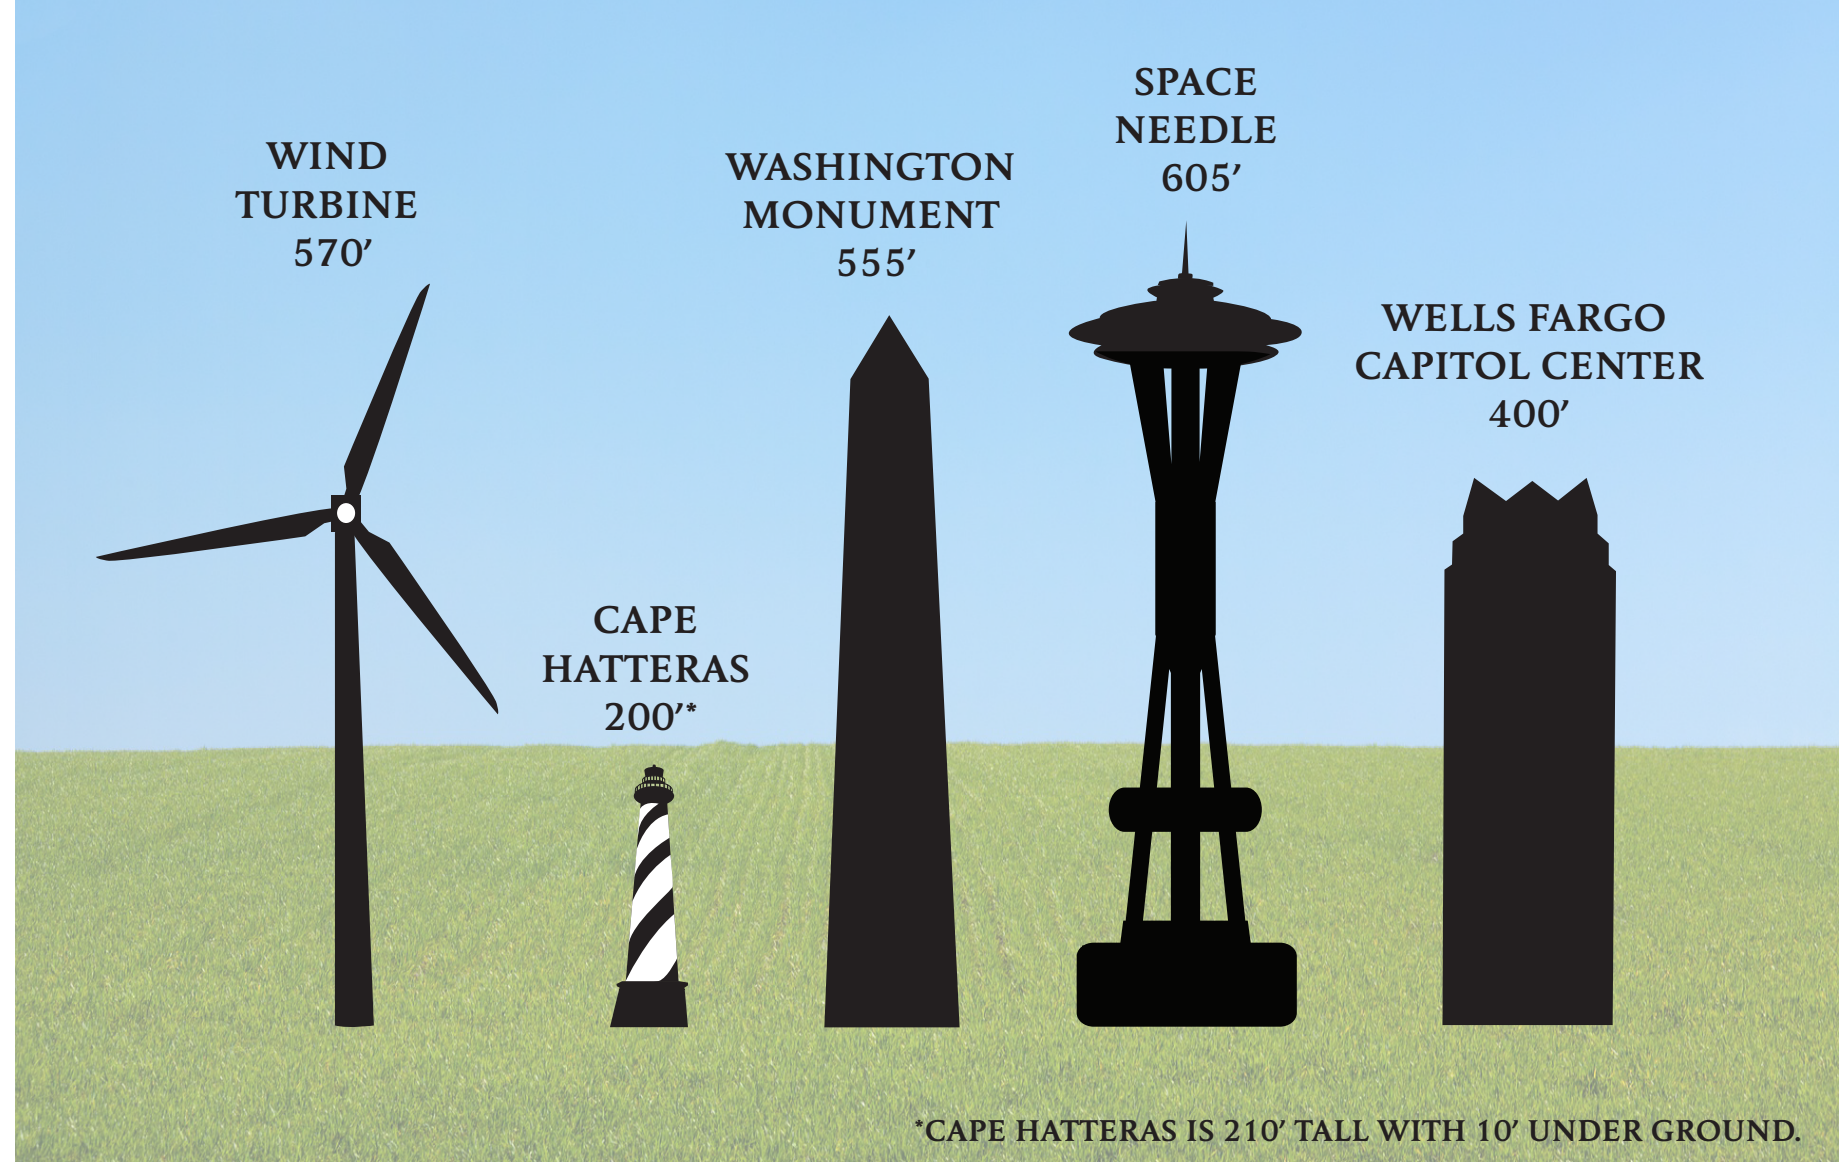 WIND
TURBINE
570’
CAPE
HATTERAS
200’*
WASHINGTON
MONUMENT
555’
SPACE
NEEDLE
605’
WELLS FARGO
CAPITOL CENTER
400’
*CAPE HATTERAS IS 210’ TALL WITH 10’ UNDER GROUND.